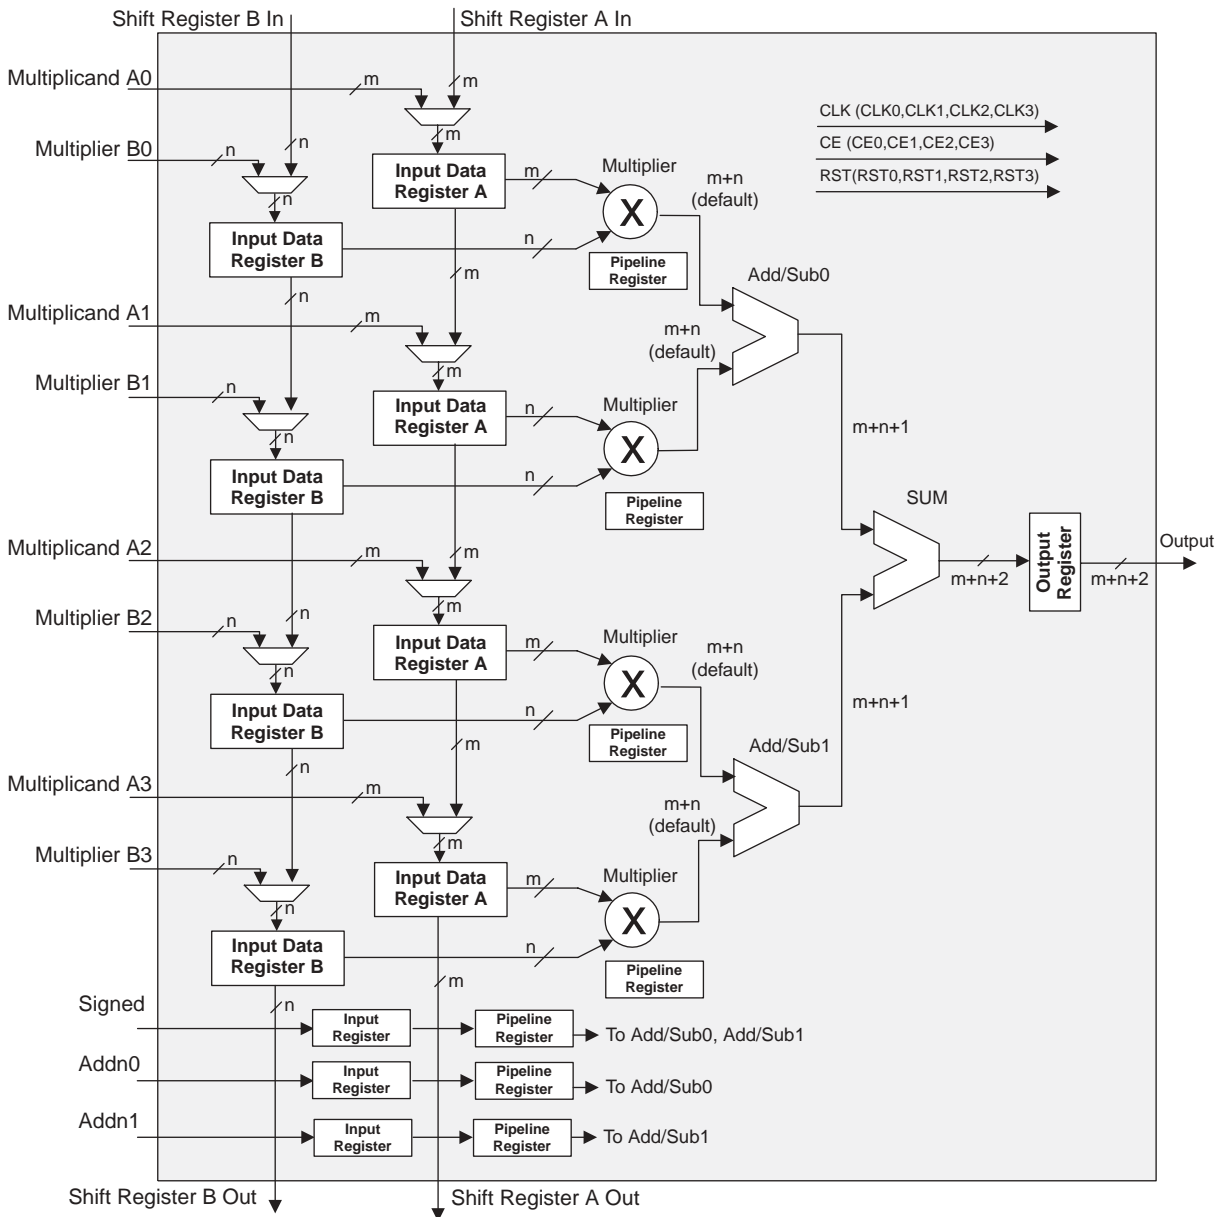 Shift Register B In
Shift Register A In
Multiplicand A0
m
m
CLK (CLK0,CLK1,CLK2,CLK3)
m
CE (CE0,CE1,CE2,CE3)
Multiplier B0
n
n
Input Data
Register A
m
Multiplier
m+n
(default)
RST(RST0,RST1,RST2,RST3)
n
X
Input Data
Register B
n
Pipeline
Register
m
Add/Sub0
n
Multiplicand A1
m
m+n
(default)
m
Multiplier B1
n
Input Data
Register A
n
Multiplier
n
m+n+1
X
Input Data
Register B
n
Pipeline
Register
SUM
Multiplicand A2
m
m
Output
m+n+2
Output
Register
m+n+2
m
Multiplier B2
n
n
Input Data
Register A
m
Multiplier
m+n
(default)
n
X
m+n+1
Input Data
Register B
n
Pipeline
Register
m
Add/Sub1
n
Multiplicand A3
m
m+n
(default)
m
Multiplier B3
n
Input Data
Register A
m
Multiplier
n
X
Input Data
Register B
n
Pipeline
Register
m
n
Signed
Input
Register
Pipeline
Register
To Add/Sub0, Add/Sub1
Addn0
Input
Register
Pipeline
Register
To Add/Sub0
Addn1
Input
Register
Pipeline
Register
To Add/Sub1
Shift Register B Out
Shift Register A Out